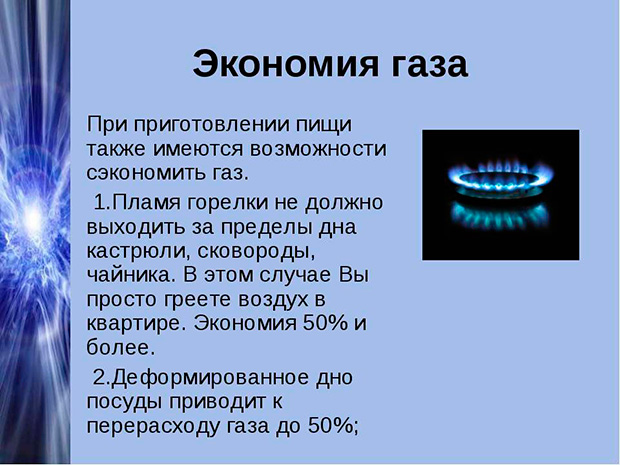 Экономия газа
При приготовлении пищи
также имеются возможности
сэкономить газ.
1.Пламя горелки не должно
выходить за пределы дна
кастрюли, сковороды,
чайника. В этом случае Вы
просто греете воздух в
квартире. Экономия 50% и
более.
2.Деформированное дно
посуды приводит к
перерасходу газа до 50%;